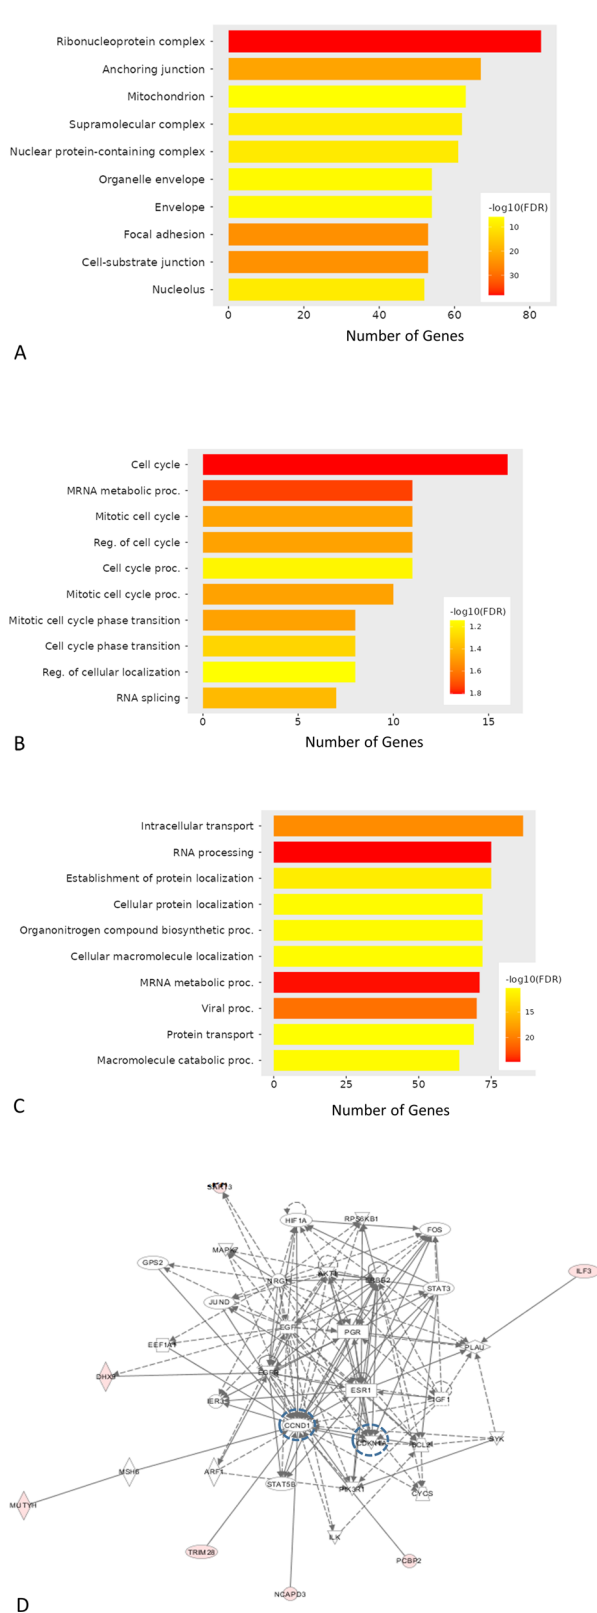 Ribonucleoprotein complex
Anchoring junction
Mitochondrion
Supramolecular complex
Nuclear protein-containing complex
Organelle envelope
Envelope
Focal adhesion
Cell-substrate junction
Nucleolus
-log10(FDR)
10
20
30
0 20 40 60 80
Number of Genes
A
Cell cycle
MRNA metabolic proc.
Mitotic cell cycle
Reg. of cell cycle
Cell cycle proc.
Mitotic cell cycle proc.
Mitotic cell cycle phase transition
Cell cycle phase transition
Reg. of cellular localization
RNA splicing
-log10(FDR)
1.2
1.4
1.6
1.8
0 5 10 15
Number of Genes
B
Intracellular transport
RNA processing
Establishment of protein localization
Cellular protein localization
Organonitrogen compound biosynthetic proc.
Cellular macromolecule localization
MRNA metabolic proc.
Viral proc.
Protein transport
Macromolecule catabolic proc.
-log10(FDR)
15
20
0 25 50 75
Number of Genes
C
HIF1A
RPS6KB1
FOS
GPS2
ILF3
STAT3
JUND
EGF
PGR
PLAU
ESR1
CCND1
MSH6
ARF1
SYK
STAT5B
PIK3R1
CYCS
MUTYH
ILK
TRIM28
PCBP2
NCAPD3
D